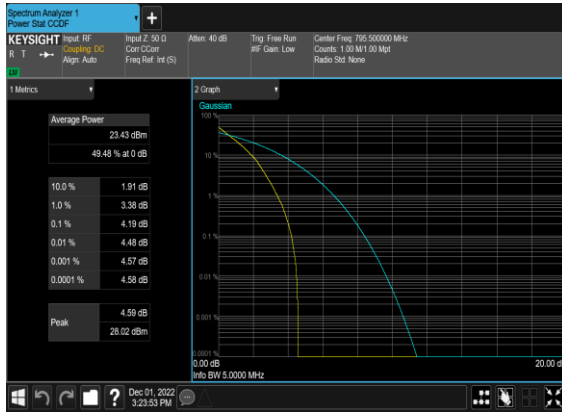 Spectrum Analyzer 1
Power Stat CCDF
KEYSIGHT
R T
LXI
Input: RF
Coupling: DC
Align: Auto
Input Z: 50 Ω
Corr CCorr
Freq Ref: Int (S)
Atten: 40 dB
Trig: Free Run
#IF Gain: Low
Center Freq: 795.500000 MHz
Counts: 1.00 M/1.00 Mpt
Radio Std: None
1 Metrics
Average Power
23.43 dBm
49.48 % at 0 dB
10.0 % 1.91 dB
1.0 % 3.38 dB
0.1 % 4.19 dB
0.01 % 4.48 dB
0.001 % 4.57 dB
0.0001 % 4.58 dB
Peak
4.59 dB
28.02 dBm
2 Graph
Gaussian
100 %
10 %
1 %
0.1 %
0.01 %
0.001 %
0.0001 %
0.00 dB
20.00 d
Info BW 5.0000 MHz
?
Dec 01, 2022
3:23:53 PM